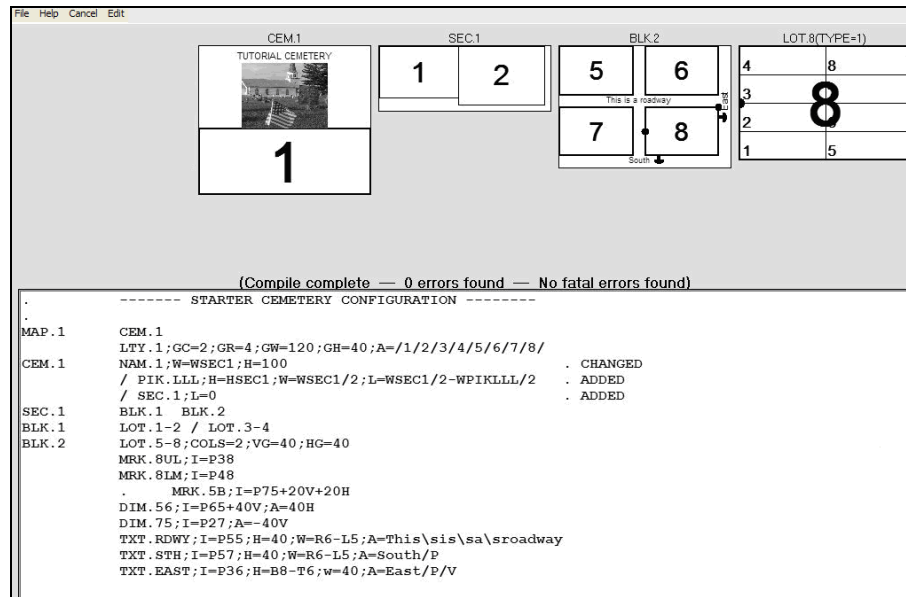 File Help Cancel Edit
CEM.1 SEC.1 BLK.2 LOT.8(TYPE=1)
TUTORIAL CEMETERY
1
1 2
5 6
This is a roadway
East
7 8
South
4 8
3
8
2
1 5
(Compile complete — 0 errors found — No fatal errors found)
. ------- STARTER CEMETERY CONFIGURATION --------
.
MAP.1 CEM.1
LTY.1;GC=2;GR=4;GW=120;GH=40;A=/1/2/3/4/5/6/7/8/
CEM.1 NAM.1;W=WSEC1;H=100 . CHANGED
/ PIK.LLL;H=HSEC1;W=WSEC1/2;L=WSEC1/2-WPIKLLL/2 . ADDED
/ SEC.1;L=0 . ADDED
SEC.1 BLK.1 BLK.2
BLK.1 LOT.1-2 / LOT.3-4
BLK.2 LOT.5-8;COLS=2;VG=40;HG=40
MRK.8UL;I=P38
MRK.8LM;I=P48
. MRK.5B;I=P75+20V+20H
DIM.56;I=P65+40V;A=40H
DIM.75;I=P27;A=-40V
TXT.RDWY;I=P55;H=40;W=R6-L5;A=This\sis\sa\sroadway
TXT.STH;I=P57;H=40;W=R6-L5;A=South/P
TXT.EAST;I=P36;H=B8-T6;w=40;A=East/P/V